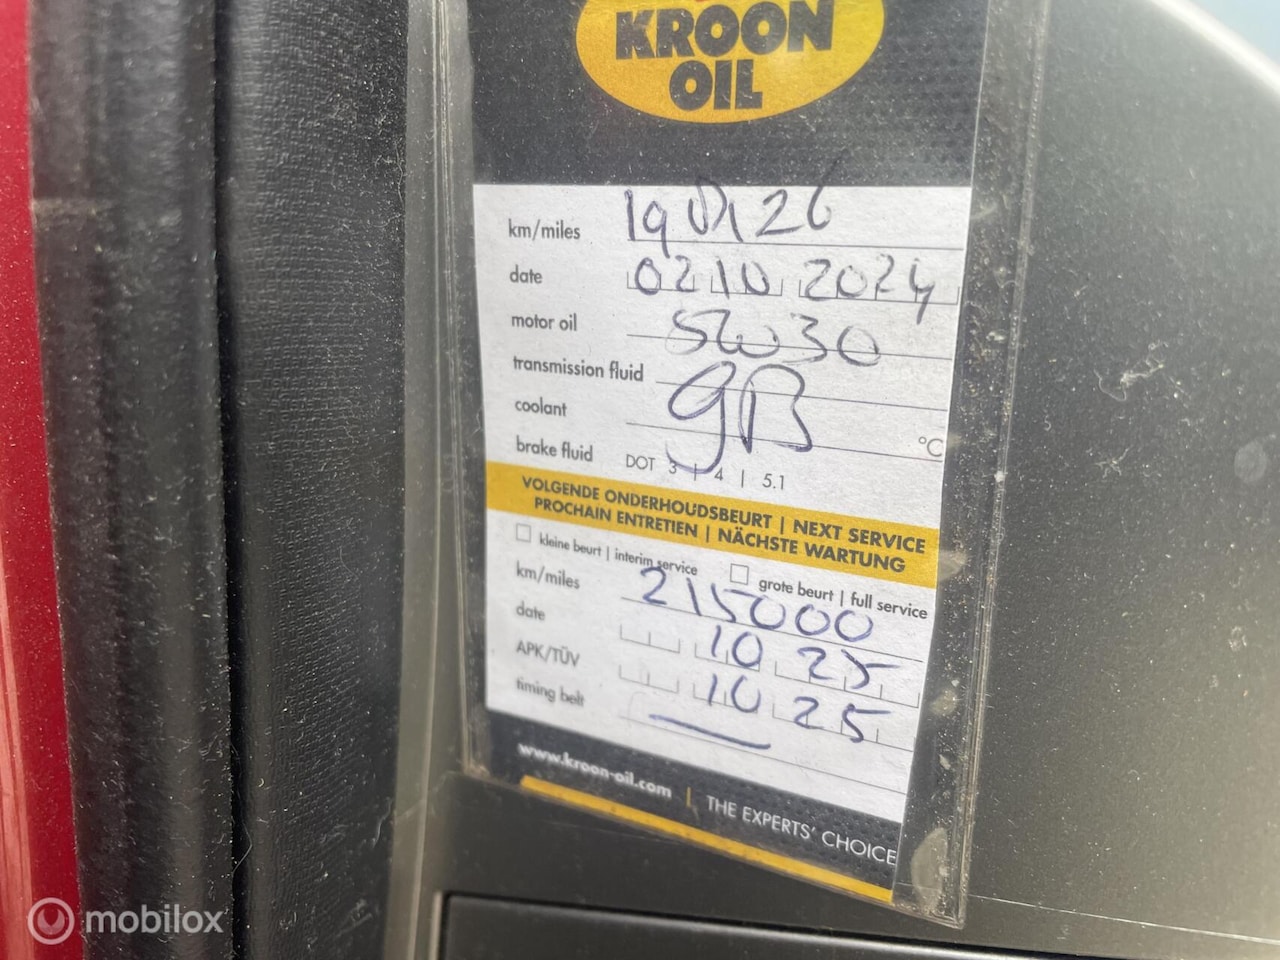 KROON
OIL
km/miles
date 02 10 2024
motor oil 5W30
transmission fluid
coolant °C
brake fluid DOT 3 | 4 | 5.1
VOLGENDE ONDERHOUDSBEURT | NEXT SERVICE
PROCHAIN ENTRETIEN | NÄCHSTE WARTUNG
kleine beurt | interim service grote beurt | full service
km/miles 215000
date 10 25
APK/TÜV 10 25
timing belt —
www.kroon-oil.com | THE EXPERTS' CHOICE
mobilox